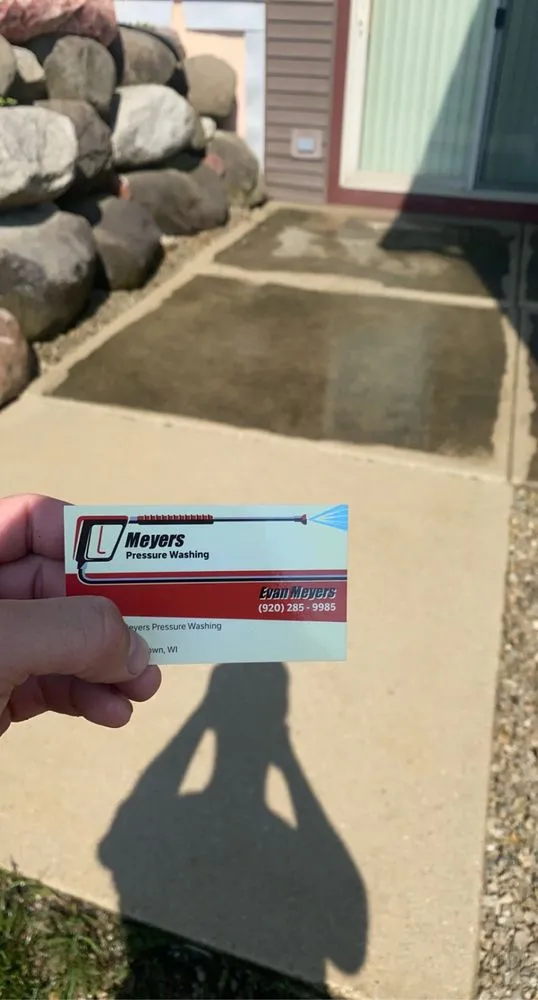 Meyers
Pressure Washing
Evan Meyers
(920) 285 - 9985
eyers Pressure Washing
own, WI